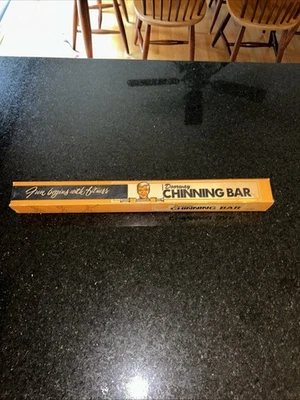 Fun begins with fitness
Doorway
CHINNING BAR
CHINNING BAR